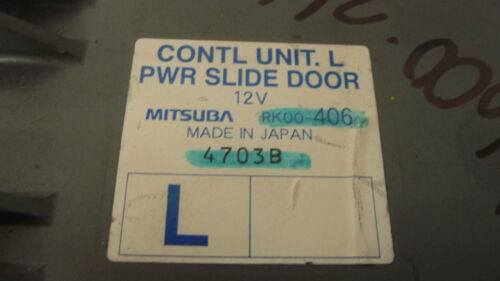 CONTL UNIT. L
PWR SLIDE DOOR
12V
MITSUBA RK00-406
MADE IN JAPAN
4703B
L